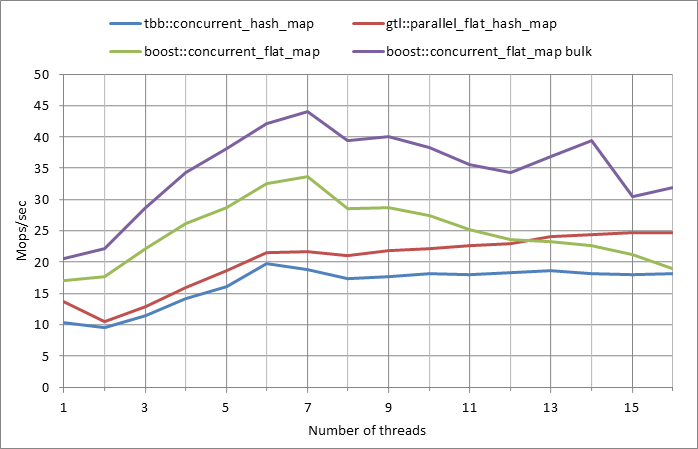 tbb::concurrent_hash_map gtl::parallel_flat_hash_map
boost::concurrent_flat_map boost::concurrent_flat_map bulk
50
45
40
35
30
25
20
15
10
5
0
Mops/sec
1 3 5 7 9 11 13 15
Number of threads